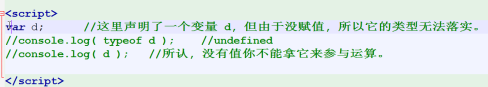 <script>
var d;      //这里声明了一个变量 d，但由于没赋值，所以它的类型无法落实。
//console.log( typeof d );    //undefined
//console.log( d );   //所认，没有值你不能拿它来参与运算。
</script>